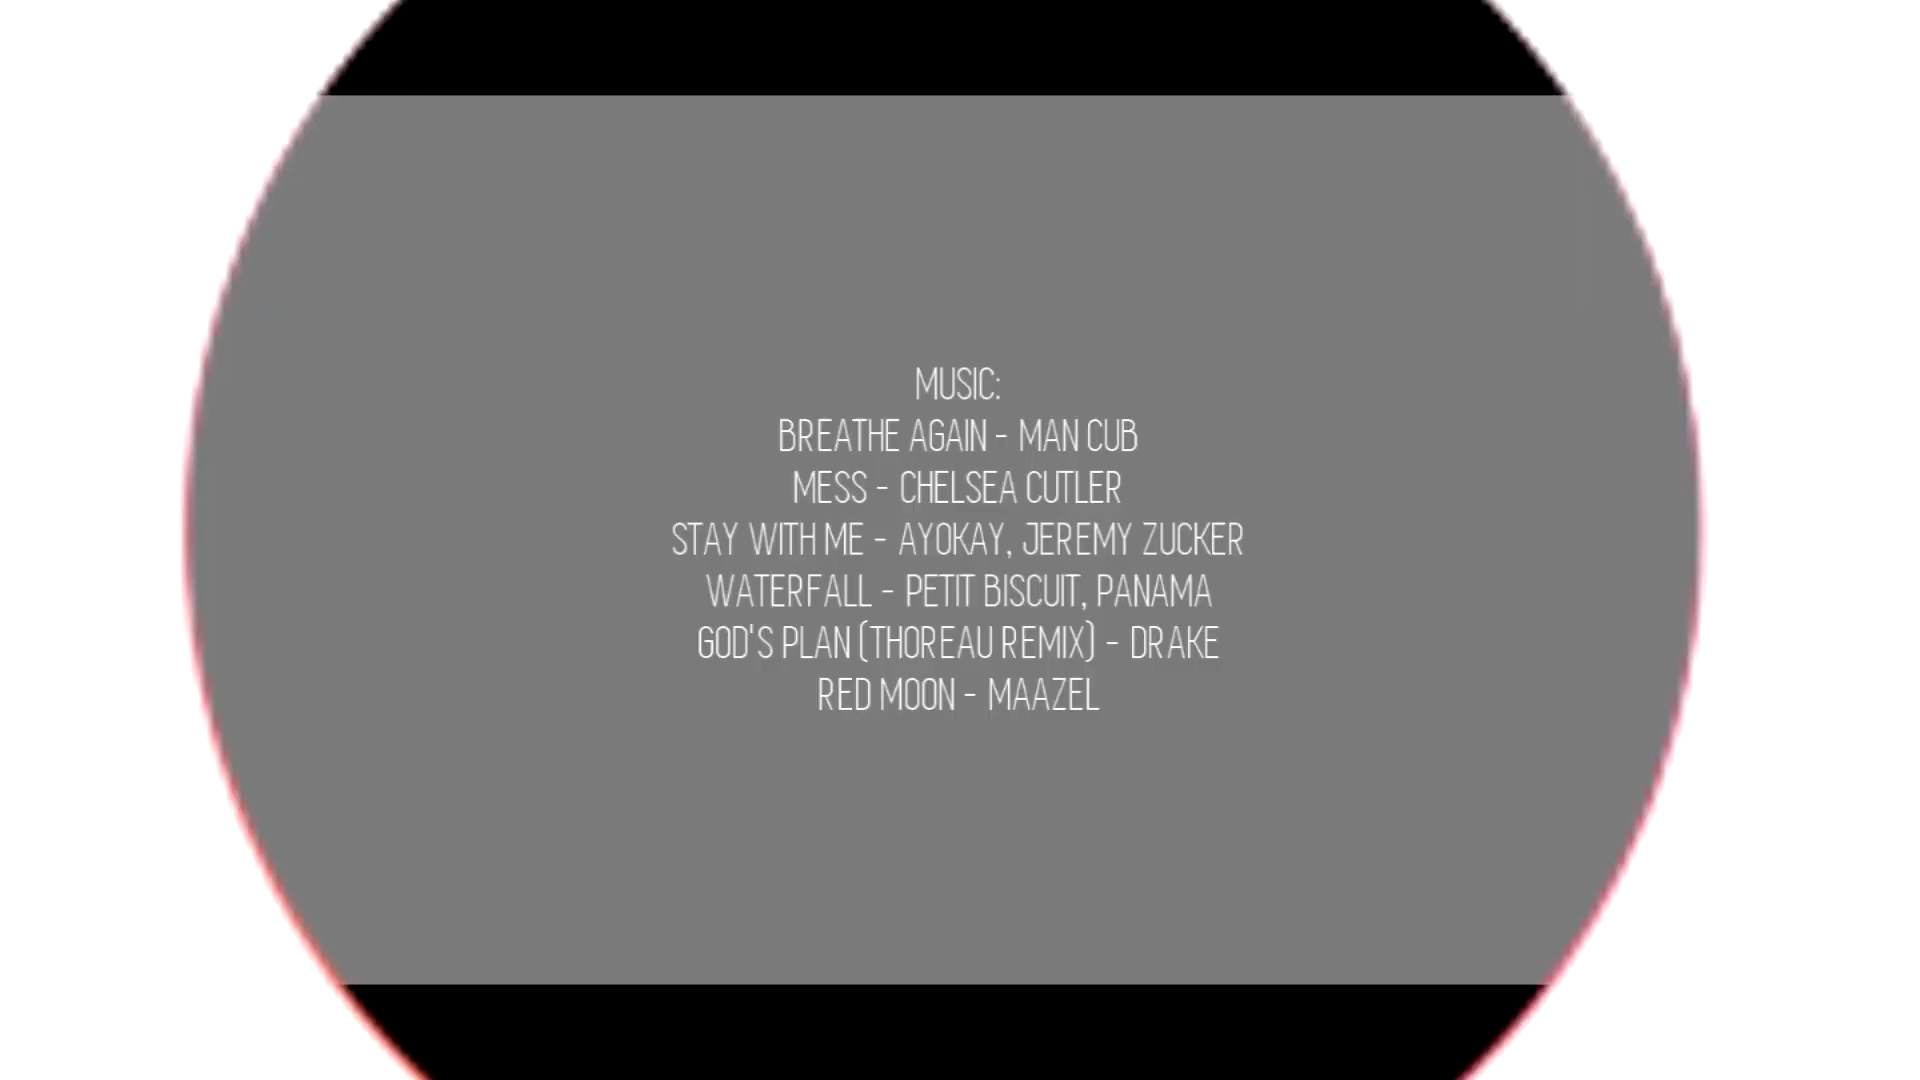 MUSIC:
BREATHE AGAIN - MAN CUB
MESS - CHELSEA CUTLER
STAY WITH ME - AYOKAY, JEREMY ZUCKER
WATERFALL - PETIT BISCUIT, PANAMA
GOD'S PLAN (THOREAU REMIX) - DRAKE
RED MOON - MAAZEL